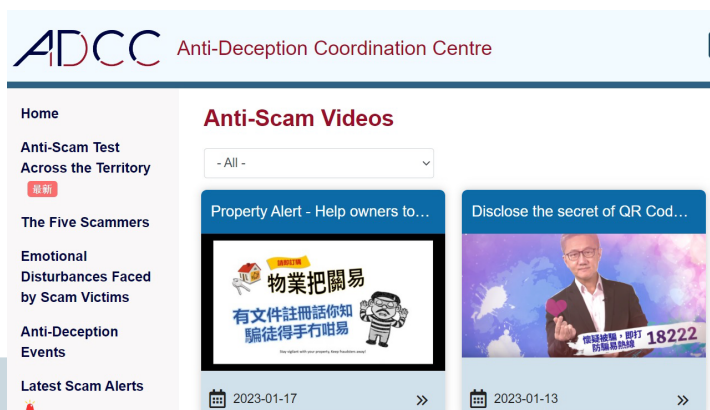 ADCC Anti-Deception Coordination Centre
Home
Anti-Scam Test
Across the Territory
最新
The Five Scammers
Emotional
Disturbances Faced
by Scam Victims
Anti-Deception
Events
Latest Scam Alerts
Anti-Scam Videos
- All -
Property Alert - Help owners to...
請即訂購
物業把關易
有文件註冊話你知
騙徒得手冇咁易
Stay vigilant with your property, Keep fraudsters away!
2023-01-17
Disclose the secret of QR Cod...
懷疑被騙，即打
防騙易熱線 18222
2023-01-13